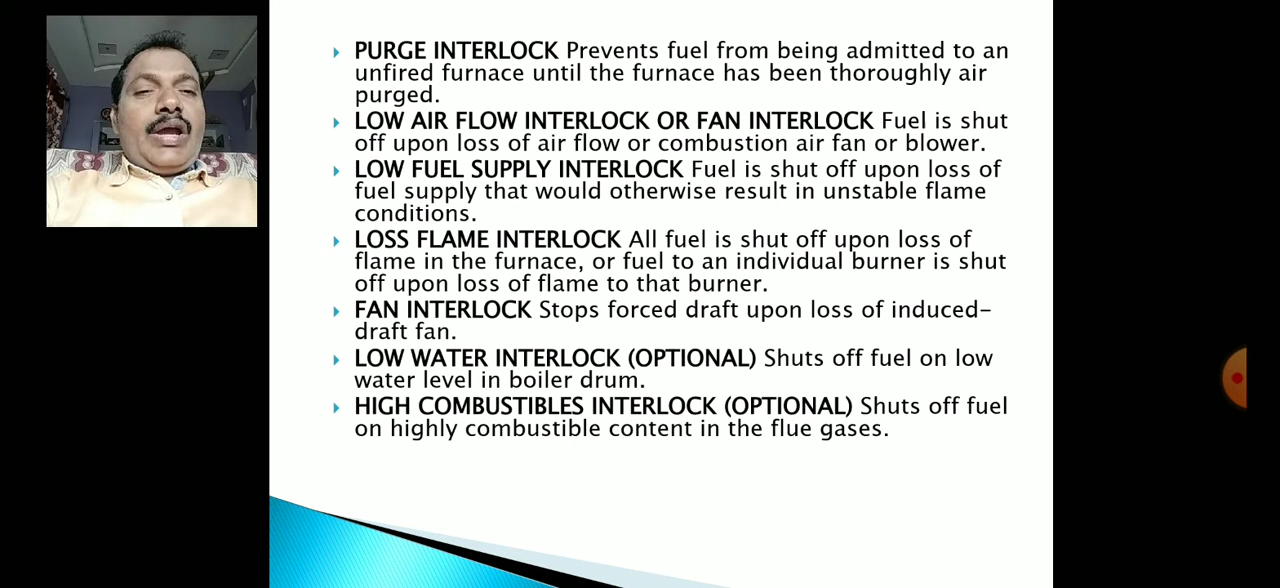 PURGE INTERLOCK Prevents fuel from being admitted to an
unfired furnace until the furnace has been thoroughly air
purged.
LOW AIR FLOW INTERLOCK OR FAN INTERLOCK Fuel is shut
off upon loss of air flow or combustion air fan or blower.
LOW FUEL SUPPLY INTERLOCK Fuel is shut off upon loss of
fuel supply that would otherwise result in unstable flame
conditions.
LOSS FLAME INTERLOCK All fuel is shut off upon loss of
flame in the furnace, or fuel to an individual burner is shut
off upon loss of flame to that burner.
FAN INTERLOCK Stops forced draft upon loss of induced-
draft fan.
LOW WATER INTERLOCK (OPTIONAL) Shuts off fuel on low
water level in boiler drum.
HIGH COMBUSTIBLES INTERLOCK (OPTIONAL) Shuts off fuel
on highly combustible content in the flue gases.